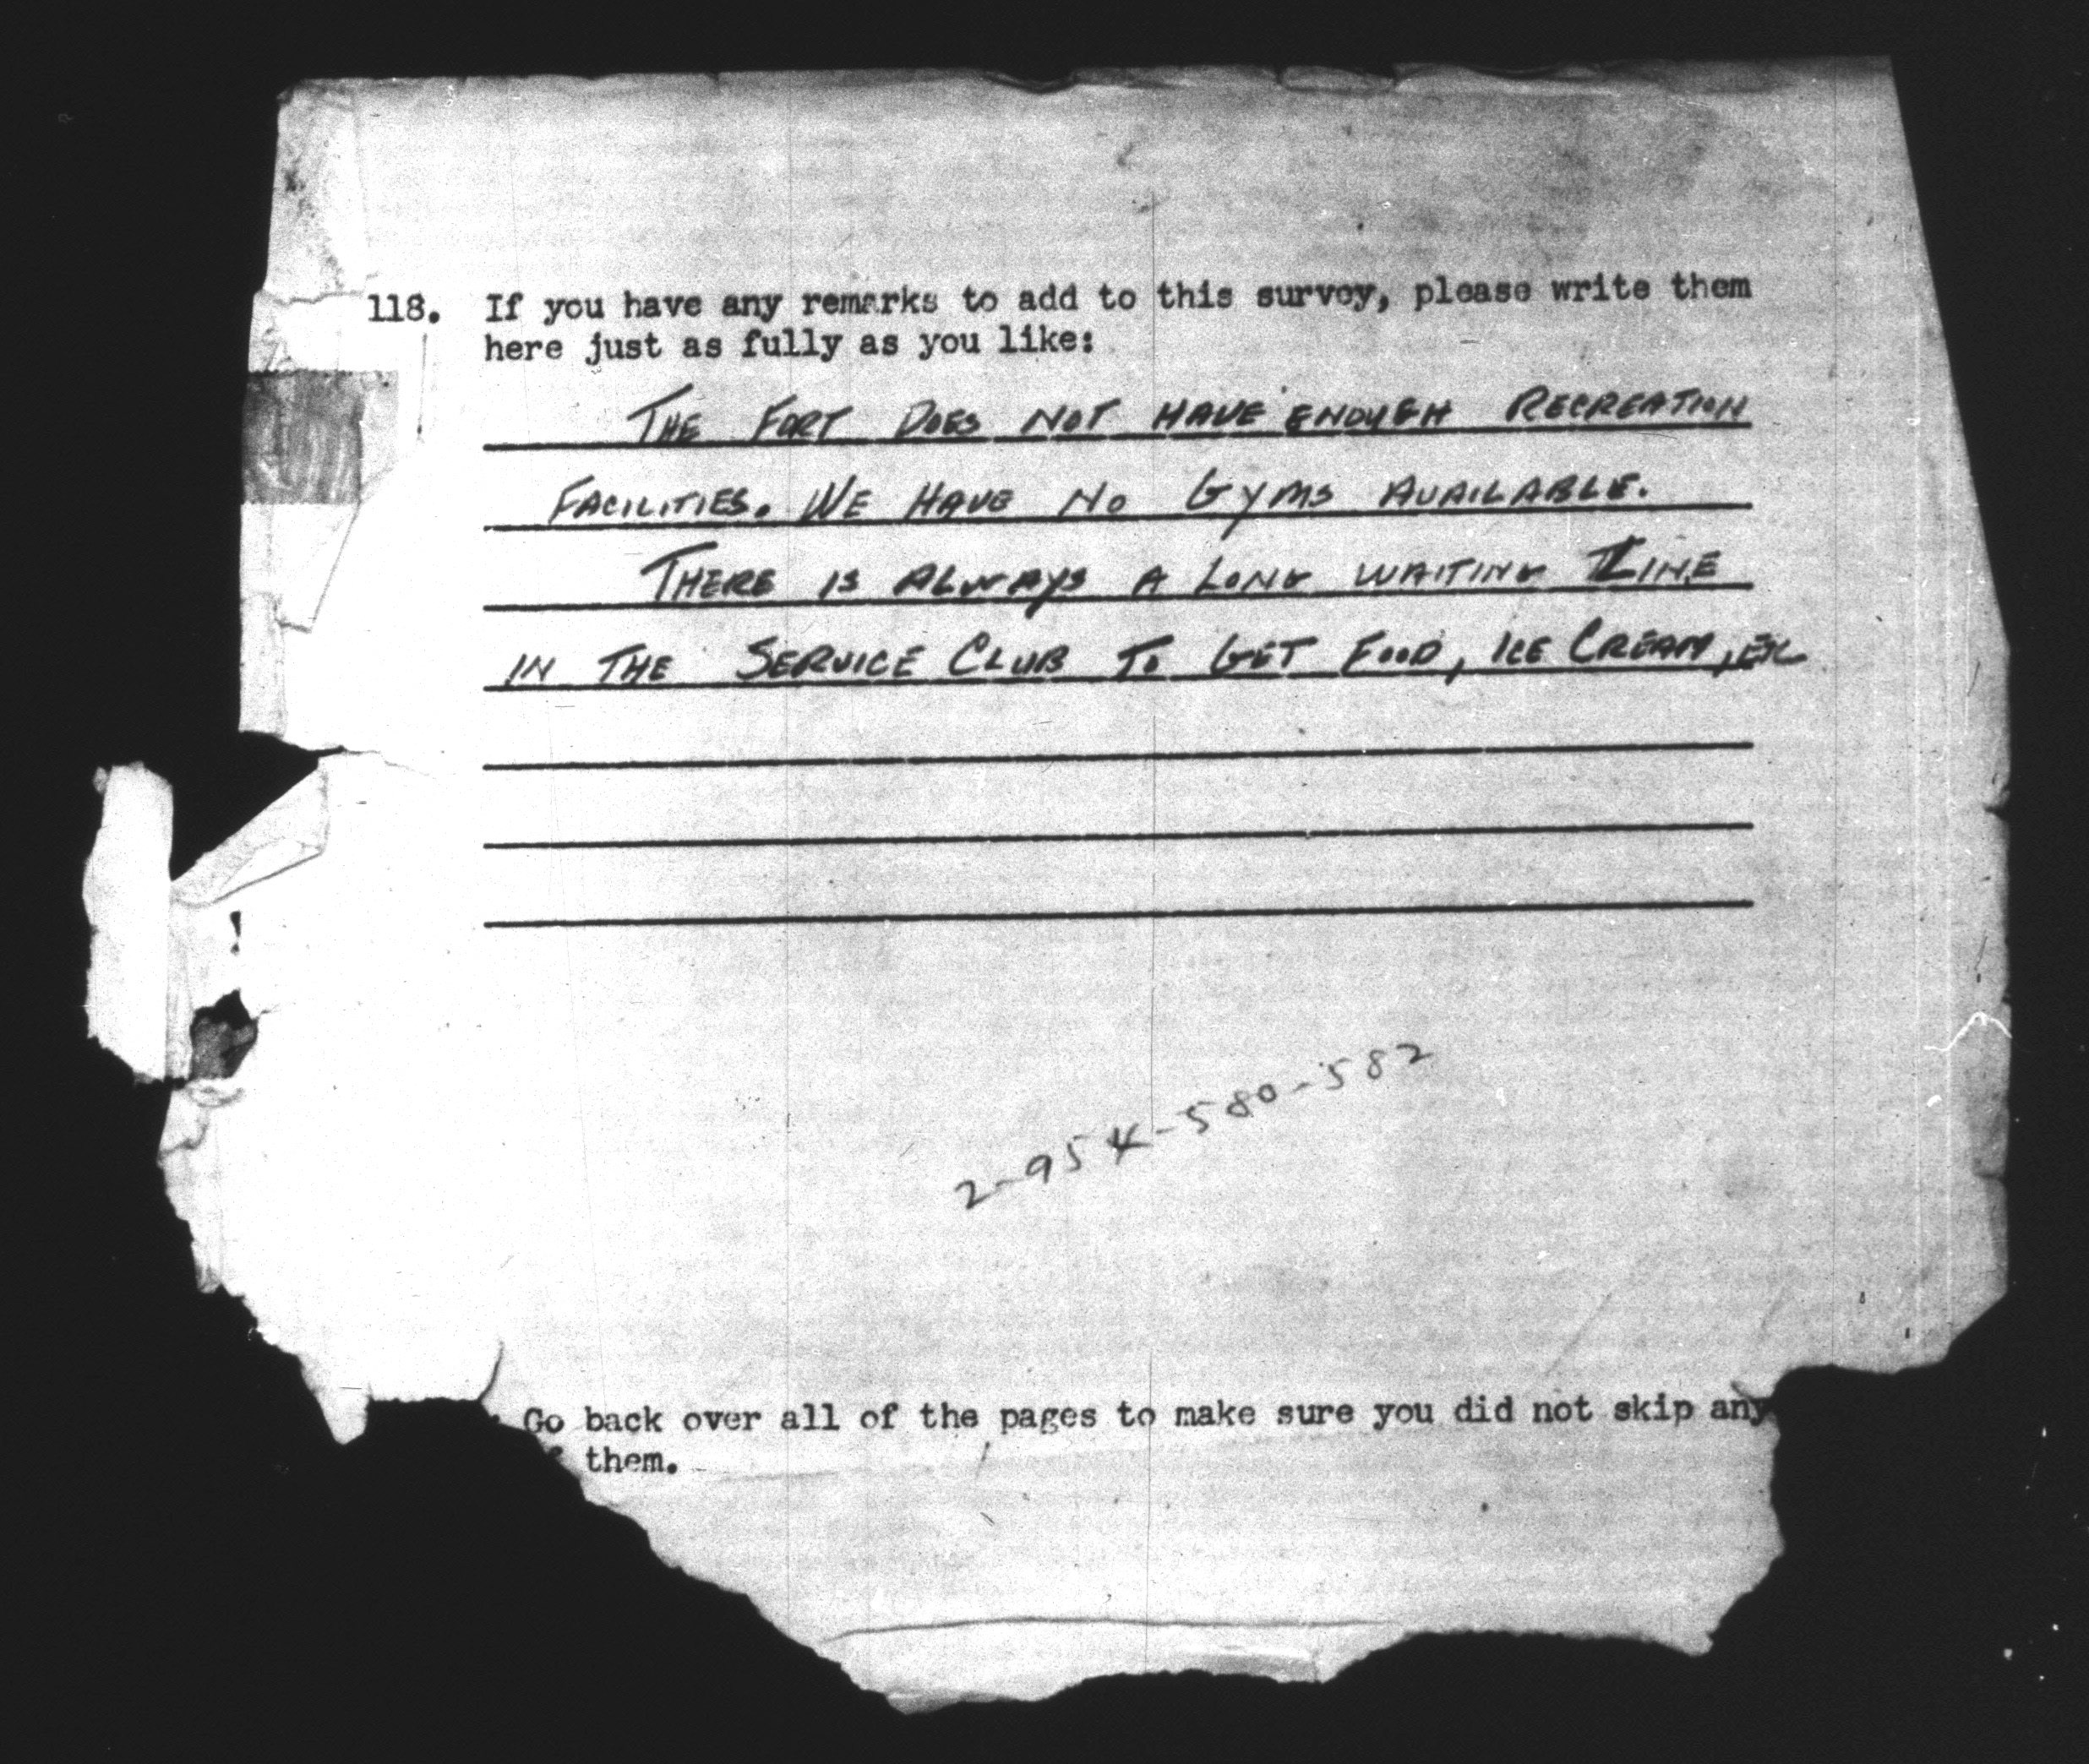 118. If you have any remarks to add to this survey, please write them
here just as fully as you like:
THE FORT DOES NOT HAVE ENOUGH RECREATION
FACILITIES. WE HAVE NO GYMS AVAILABLE.
THERE IS ALWAYS A LONG WAITING LINE
IN THE SERVICE CLUB TO GET FOOD, ICE CREAM, ETC
2-954-580-582
Go back over all of the pages to make sure you did not skip any
them.